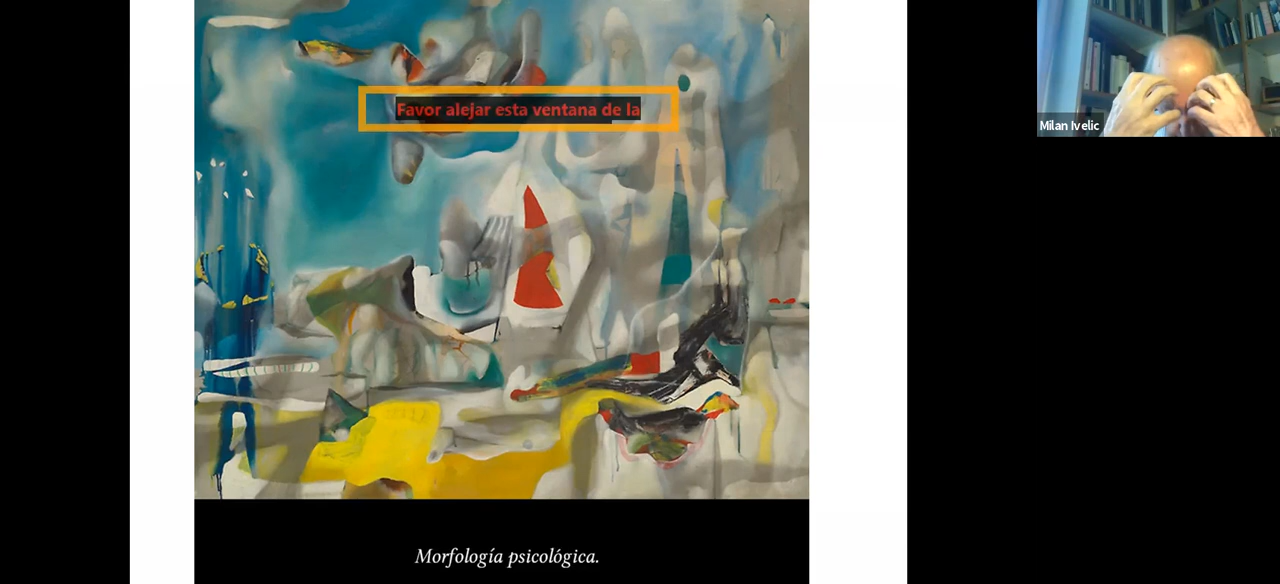 Favor alejar esta ventana de la
Milan Ivelic
Morfología psicológica.